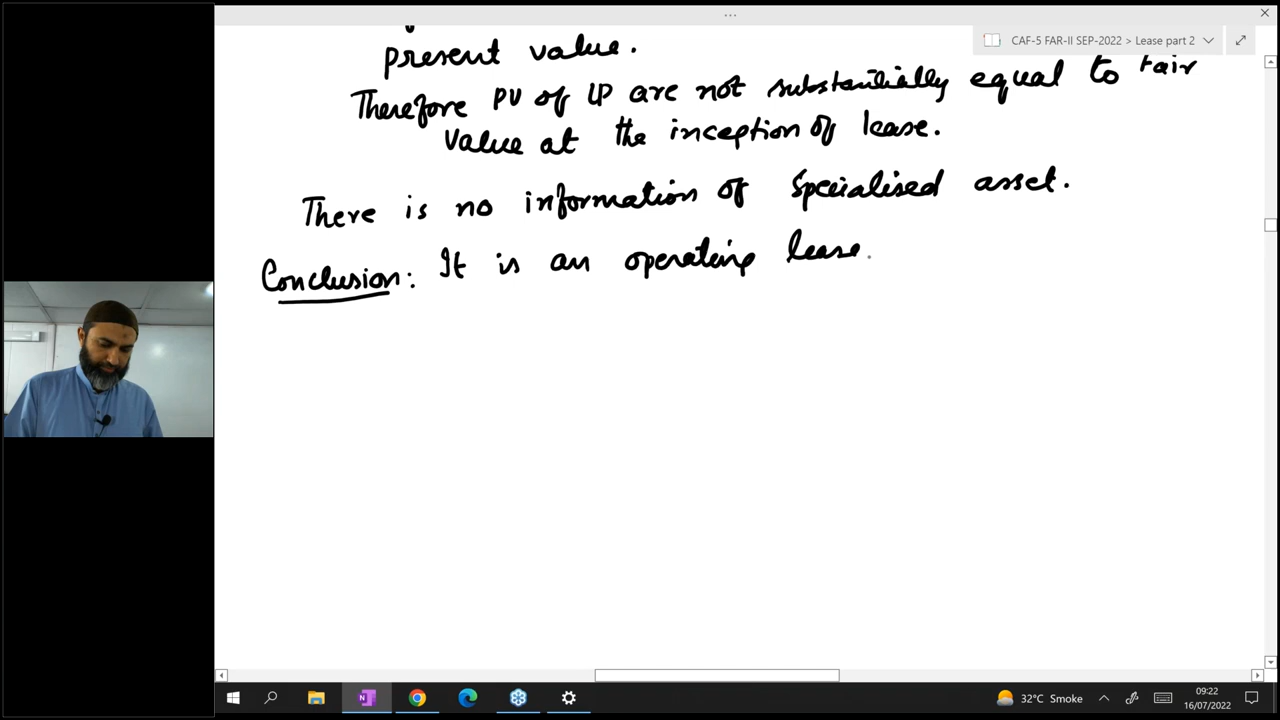 CAF-5 FAR-II SEP-2022 > Lease part 2
present value.
Therefore PV of LP are not substantially equal to Fair
value at the inception of lease.
There is no information of specialised asset.
Conclusion: It is an operating lease.
32°C Smoke
09:22
16/07/2022